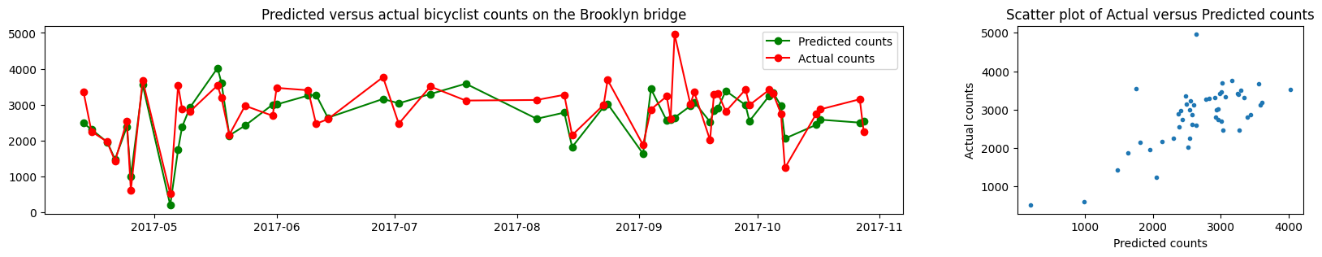 Predicted versus actual bicyclist counts on the Brooklyn bridge
Predicted counts
Actual counts
5000
4000
3000
2000
1000
0
2017-05 2017-06 2017-07 2017-08 2017-09 2017-10 2017-11
Scatter plot of Actual versus Predicted counts
Actual counts
5000
4000
3000
2000
1000
1000 2000 3000 4000
Predicted counts